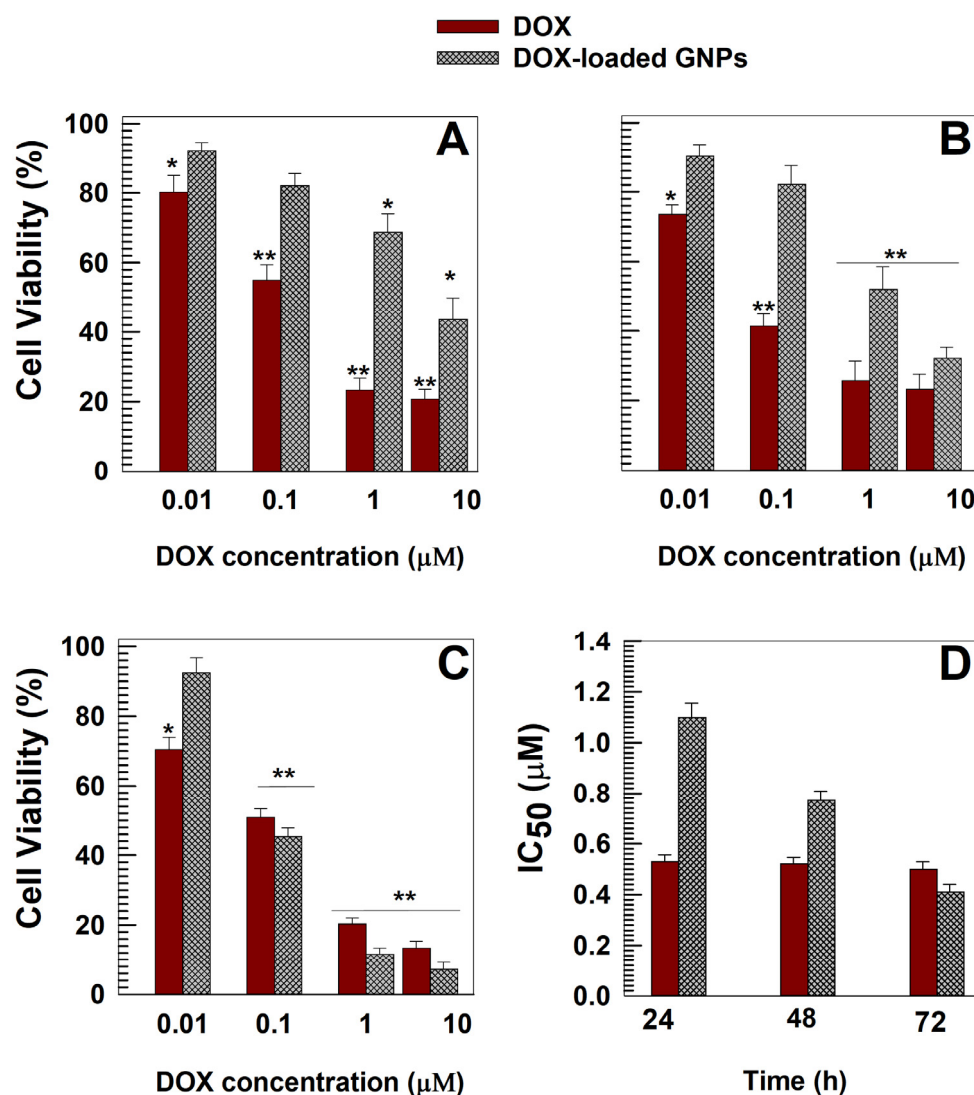 DOX
DOX-loaded GNPs
A
Cell Viability (%)
100
80
60
40
20
0
*
**
**
**
*
*
0.01 0.1 1 10
DOX concentration (μM)
B
*
**
**
0.01 0.1 1 10
DOX concentration (μM)
C
Cell Viability (%)
100
80
60
40
20
0
*
**
**
0.01 0.1 1 10
DOX concentration (μM)
D
IC50 (μM)
1.4
1.2
1.0
0.8
0.6
0.4
0.2
0.0
24 48 72
Time (h)